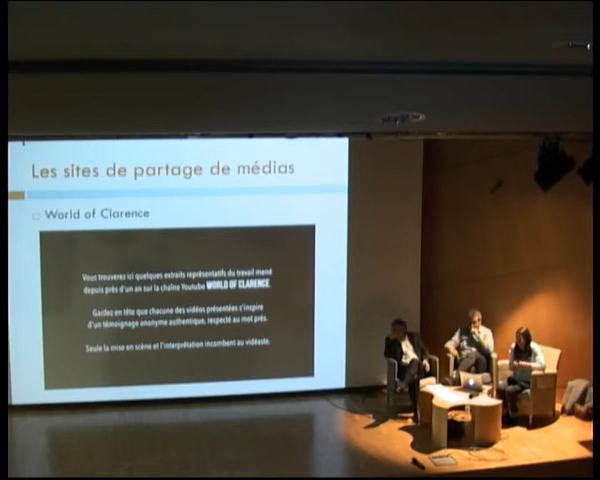 Les sites de partage de médias
World of Clarence
Vous trouverez ici quelques extraits représentatifs du travail mené
depuis près d'un an sur la chaîne Youtube WORLD OF CLARENCE.
Gardez en tête que chacune des vidéos présentées s'inspire
d'un témoignage anonyme authentique, respecté au mot près.
Seule la mise en scène et l'interprétation incombent au vidéaste.